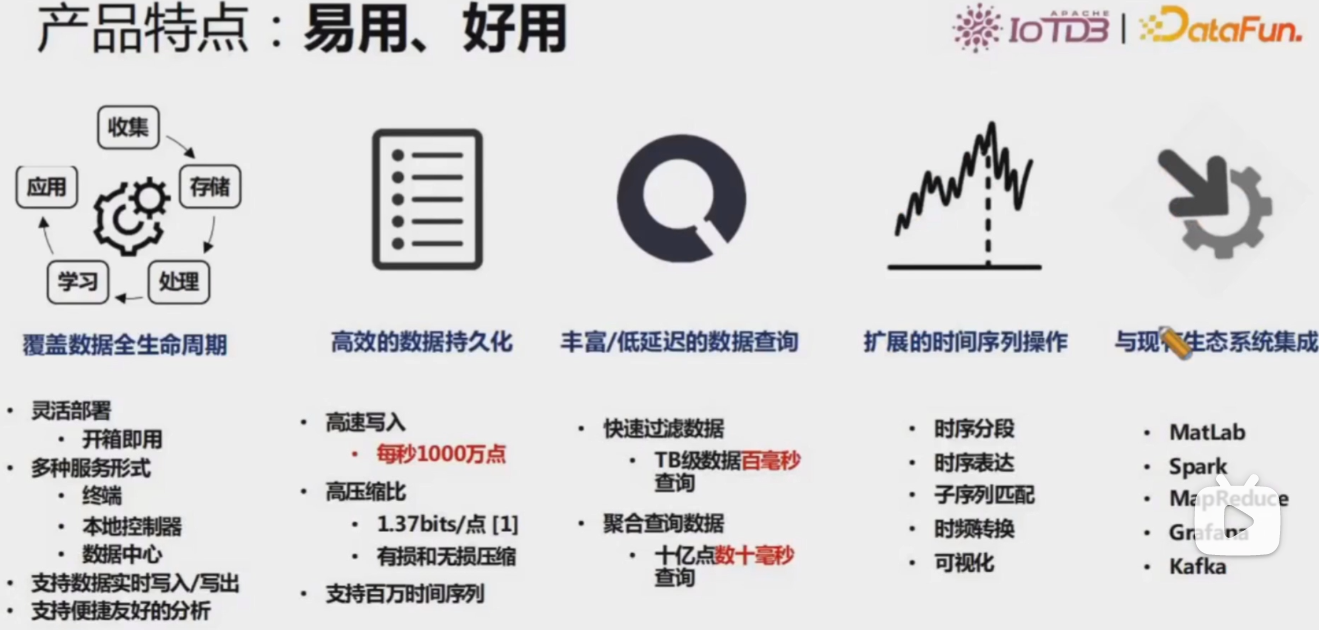 产品特点：易用、好用
APACHE
IoTDB | DataFun.
收集
存储
处理
学习
应用
覆盖数据全生命周期
• 灵活部署
• 开箱即用
• 多种服务形式
• 终端
• 本地控制器
• 数据中心
• 支持数据实时写入/写出
• 支持便捷友好的分析
高效的数据持久化
• 高速写入
• 每秒1000万点
• 高压缩比
• 1.37bits/点 [1]
• 有损和无损压缩
• 支持百万时间序列
丰富/低延迟的数据查询
• 快速过滤数据
• TB级数据百毫秒
查询
• 聚合查询数据
• 十亿点数十毫秒
查询
扩展的时间序列操作
• 时序分段
• 时序表达
• 子序列匹配
• 时频转换
• 可视化
与现有生态系统集成
• MatLab
• Spark
• MapReduce
• Grafana
• Kafka